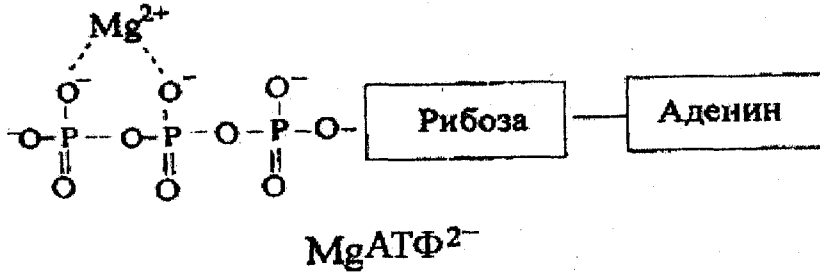 Mg²⁺
O⁻ O⁻ O⁻
⁻O–P–O–P–O–P–O– Рибоза — Аденин
O O O
MgАТФ²⁻